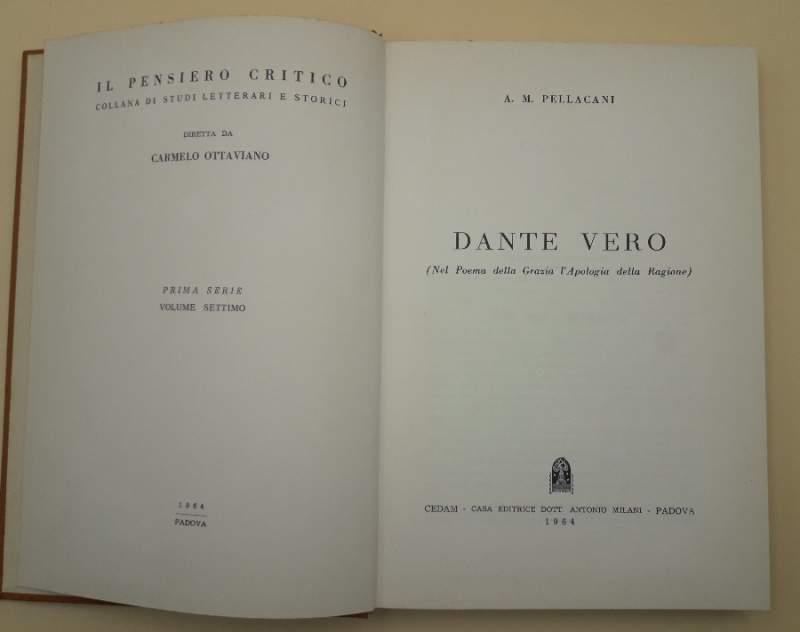 IL PENSIERO CRITICO
COLLANA DI STUDI LETTERARI E STORICI
DIRETTA DA
CARMELO OTTAVIANO
PRIMA SERIE
VOLUME SETTIMO
1964
PADOVA
A. M. PELLACANI
DANTE VERO
(Nel Poema della Grazia l'Apologia della Ragione)
CEDAM - CASA EDITRICE DOTT. ANTONIO MILANI - PADOVA
1964